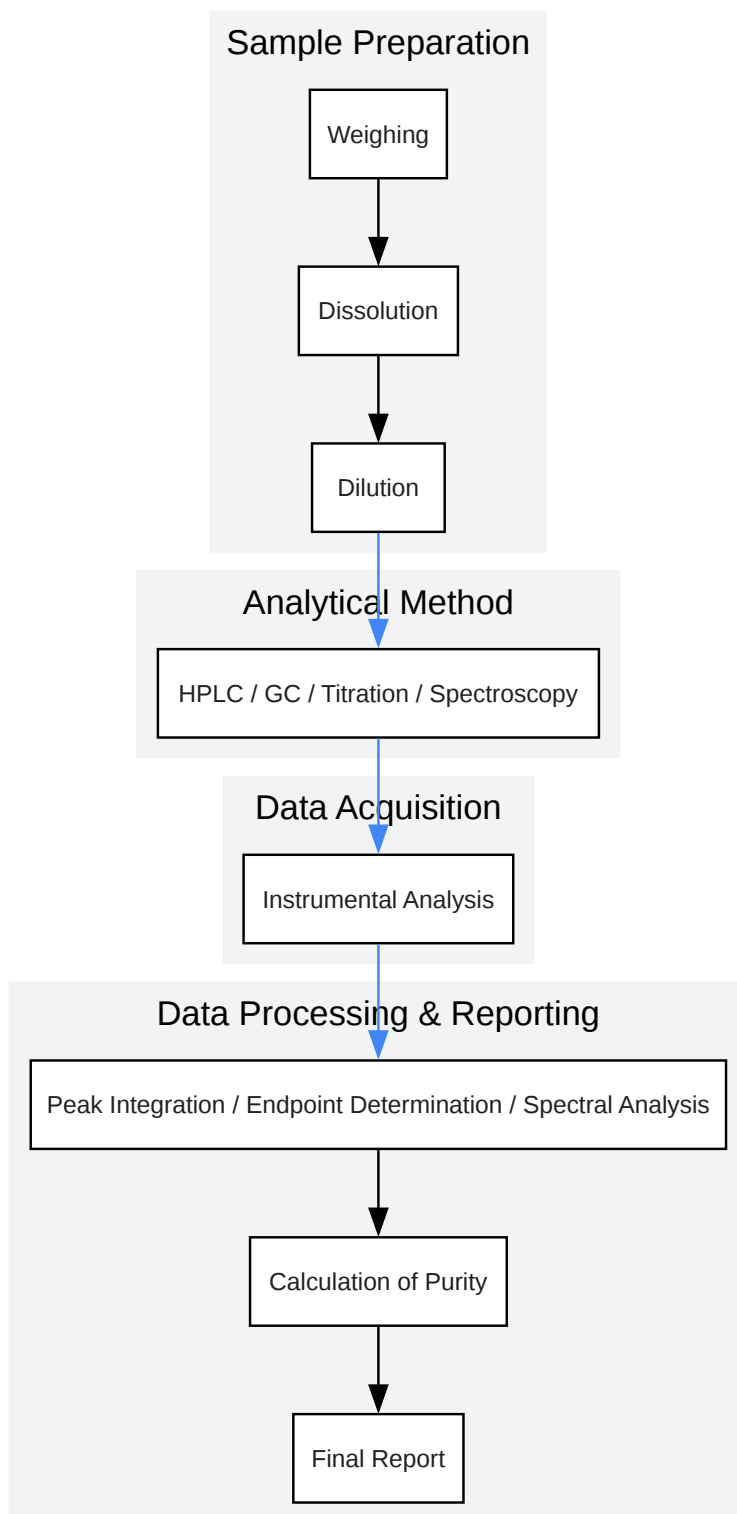 Sample Preparation
Weighing
Dissolution
Dilution
Analytical Method
HPLC / GC / Titration / Spectroscopy
Data Acquisition
Instrumental Analysis
Data Processing & Reporting
Peak Integration / Endpoint Determination / Spectral Analysis
Calculation of Purity
Final Report